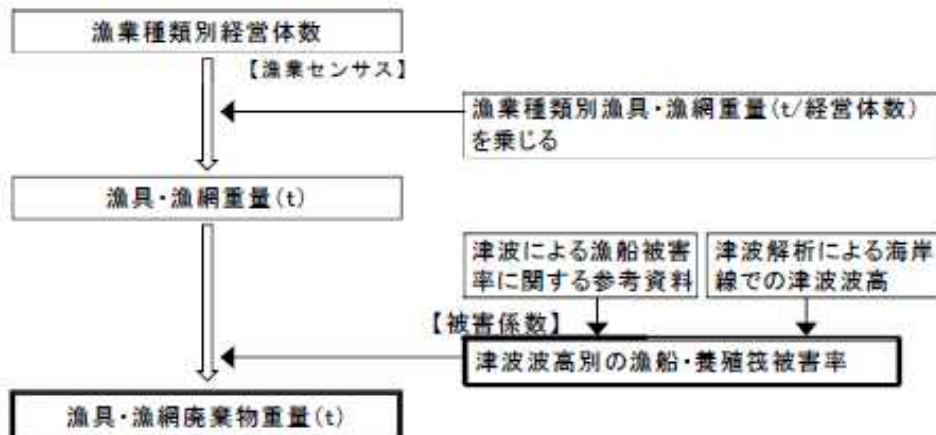 漁業種類別経営体数
【漁業センサス】
漁業種類別漁具・漁網重量(t/経営体数)
を乗じる
漁具・漁網重量(t)
津波による漁船被害
率に関する参考資料
津波解析による海岸
線での津波波高
【被害係数】
津波波高別の漁船・養殖筏被害率
漁具・漁網廃棄物重量(t)